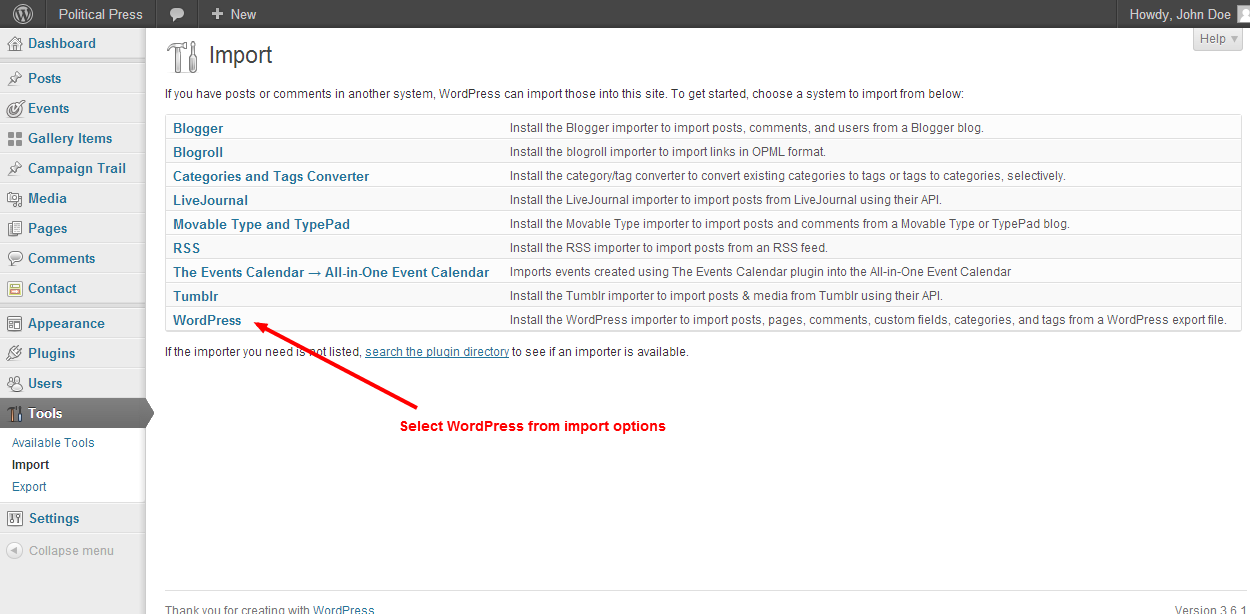 Political Press
New
Howdy, John Doe
Help
Dashboard
Posts
Events
Gallery Items
Campaign Trail
Media
Pages
Comments
Contact
Appearance
Plugins
Users
Tools
Available Tools
Import
Export
Settings
Collapse menu
Import
If you have posts or comments in another system, WordPress can import those into this site. To get started, choose a system to import from below:
Blogger Install the Blogger importer to import posts, comments, and users from a Blogger blog.
Blogroll Install the blogroll importer to import links in OPML format.
Categories and Tags Converter Install the category/tag converter to convert existing categories to tags or tags to categories, selectively.
LiveJournal Install the LiveJournal importer to import posts from LiveJournal using their API.
Movable Type and TypePad Install the Movable Type importer to import posts and comments from a Movable Type or TypePad blog.
RSS Install the RSS importer to import posts from an RSS feed.
The Events Calendar → All-in-One Event Calendar Imports events created using The Events Calendar plugin into the All-in-One Event Calendar
Tumblr Install the Tumblr importer to import posts & media from Tumblr using their API.
WordPress Install the WordPress importer to import posts, pages, comments, custom fields, categories, and tags from a WordPress export file.
If the importer you need is not listed, search the plugin directory to see if an importer is available.
Select WordPress from import options
Thank you for creating with WordPress
Version 3.6.1